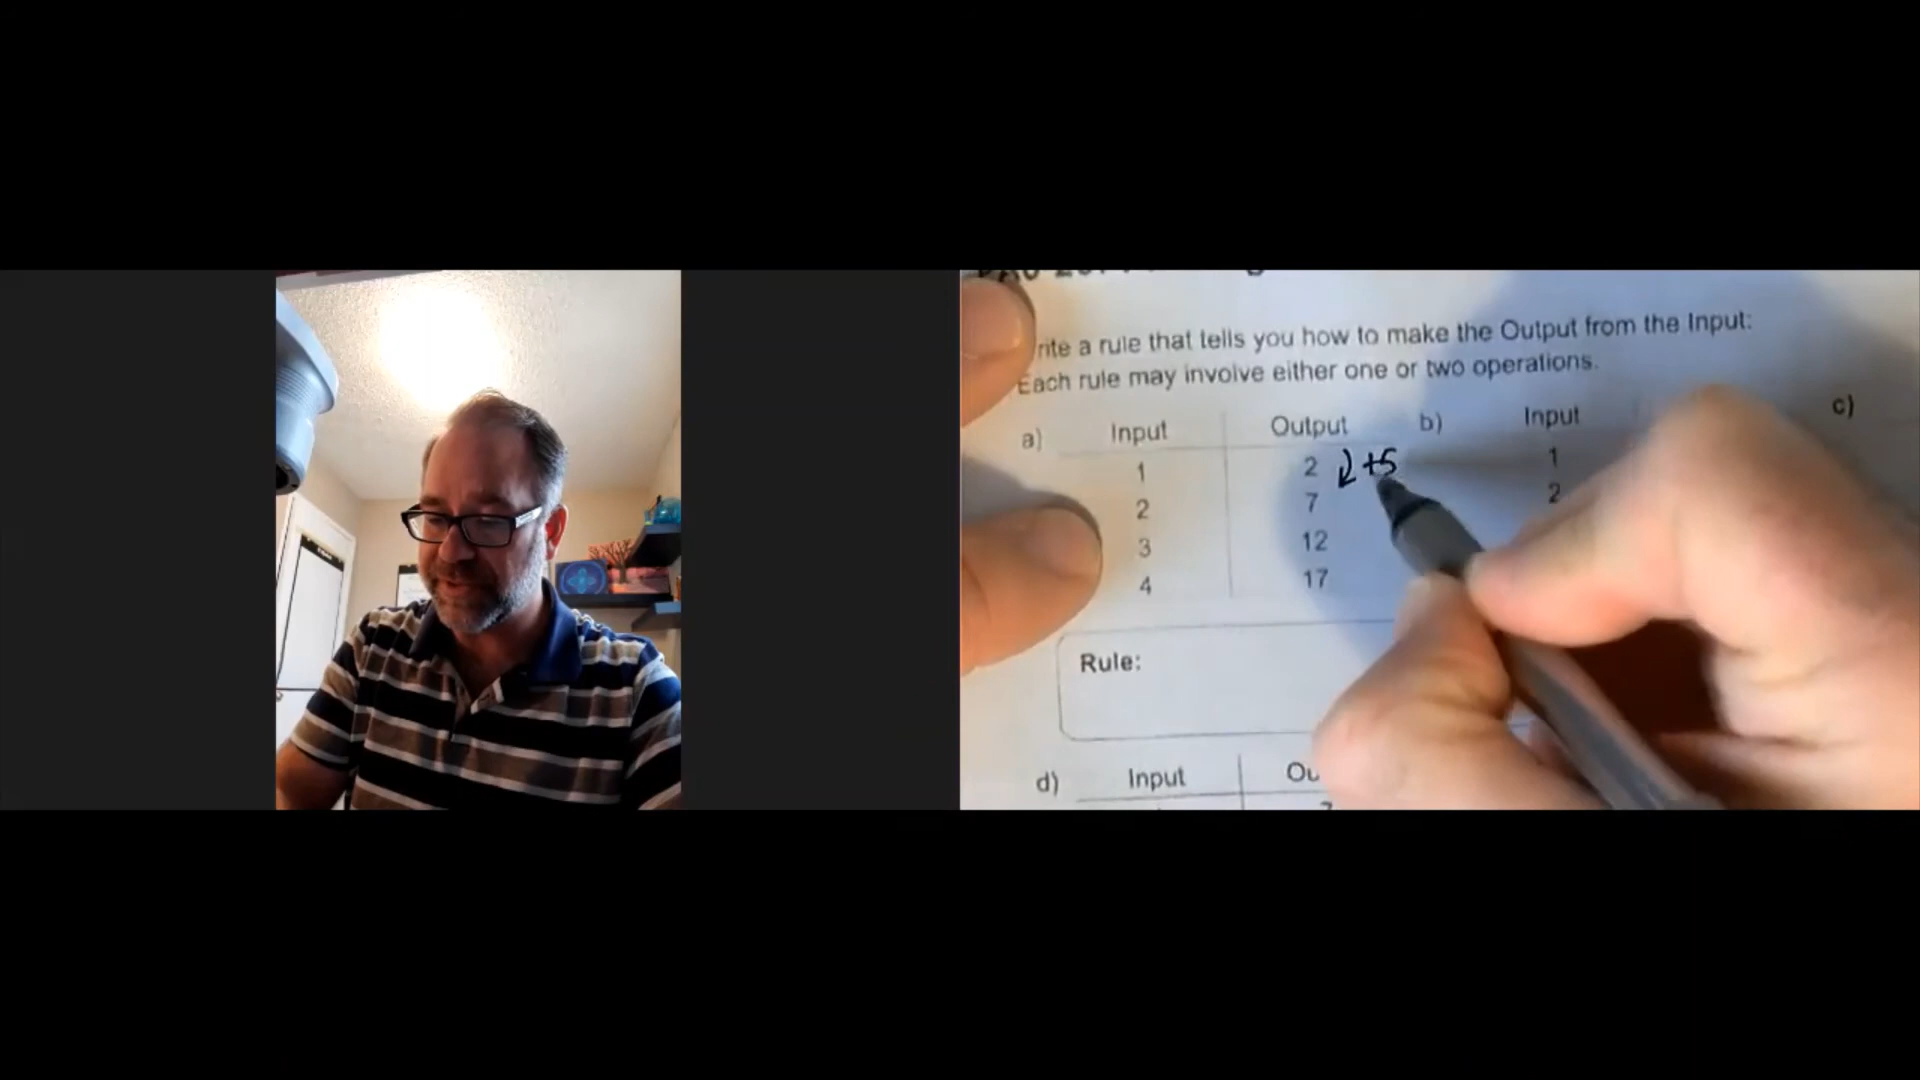 rite a rule that tells you how to make the Output from the Input:
Each rule may involve either one or two operations.
a) Input Output b) Input c)
1 2 +5 1
2 7 2
3 12
4 17
Rule:
d) Input Ou